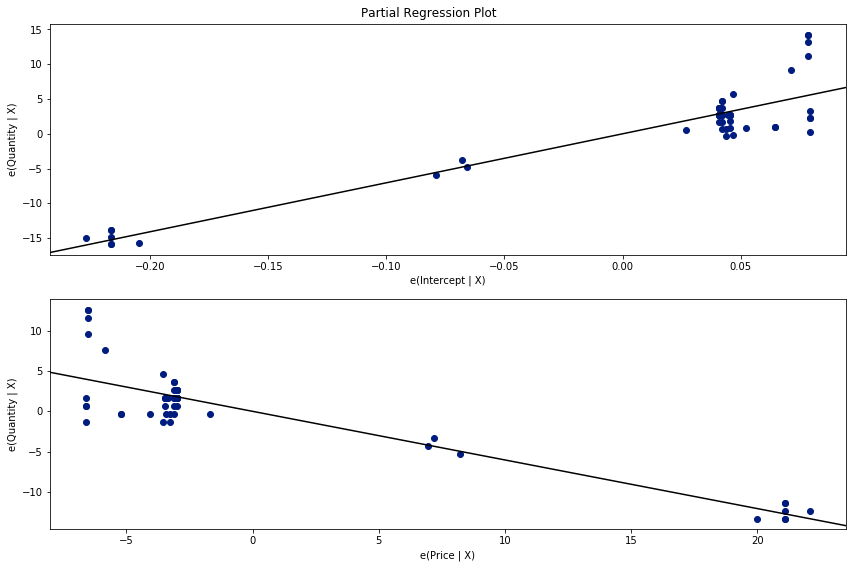 Partial Regression Plot
15
10
5
0
−5
−10
−15
e(Quantity | X)
−0.20 −0.15 −0.10 −0.05 0.00 0.05
e(Intercept | X)
10
5
0
−5
−10
e(Quantity | X)
−5 0 5 10 15 20
e(Price | X)